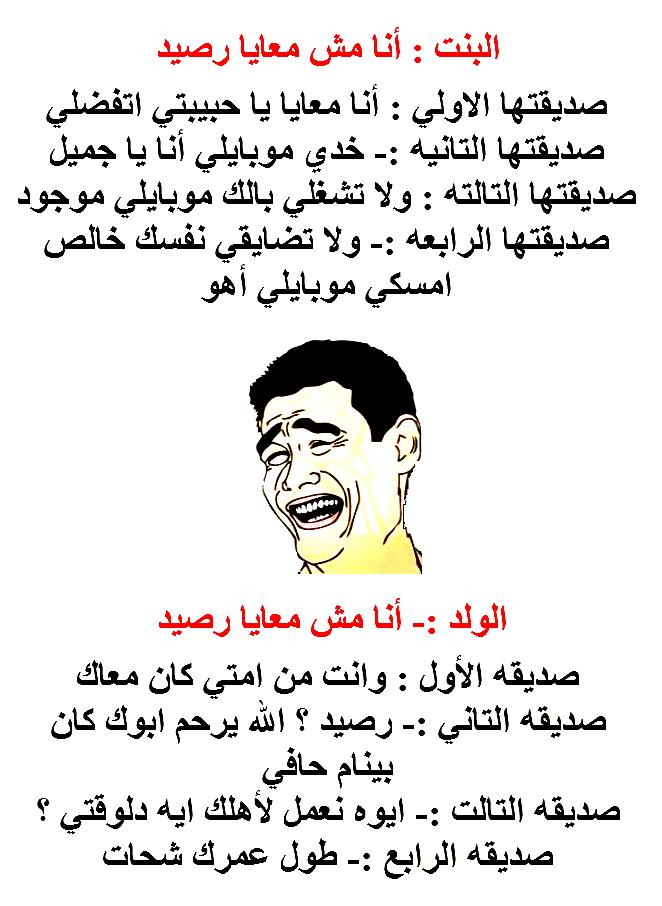 البنت : أنا مش معايا رصيد
صديقتها الاولي : أنا معايا يا حبيبتي اتفضلي
صديقتها التانيه :- خدي موبايلي أنا يا جميل
صديقتها التالته : ولا تشغلي بالك موبايلي موجود
صديقتها الرابعه :- ولا تضايقي نفسك خالص
امسكي موبايلي أهو
الولد :- أنا مش معايا رصيد
صديقه الأول : وانت من امتي كان معاك
صديقه التاني :- رصيد ؟ الله يرحم ابوك كان
بينام حافي
صديقه التالت :- ايوه نعمل لأهلك ايه دلوقتي ؟
صديقه الرابع :- طول عمرك شحات